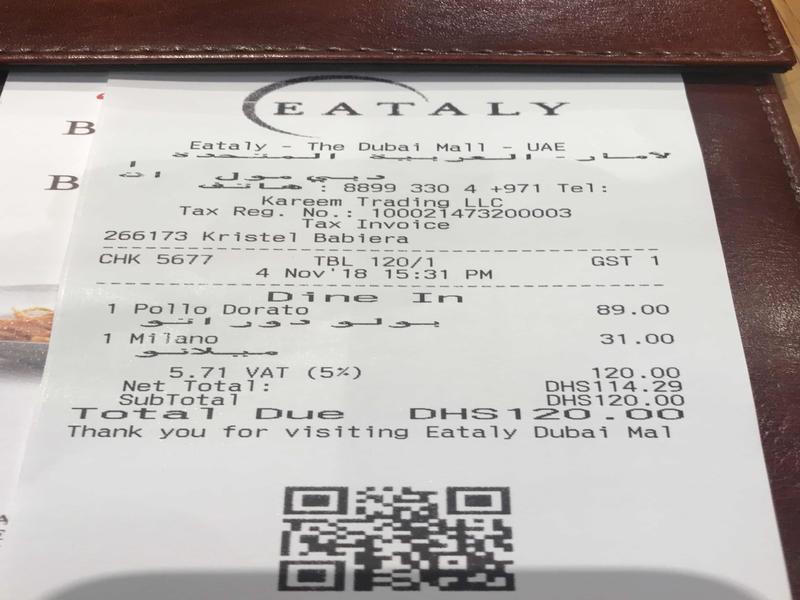 B
B
EATALY
Eataly - The Dubai Mall - UAE
دبي مول
هاتف : 8899 330 4 +971 Tel:
Kareem Trading LLC
Tax Reg. No.: 100021473200003
Tax Invoice
266173 Kristel Babiera
CHK 5677 TBL 120/1 GST 1
4 Nov'18 15:31 PM
Dine In
1 Pollo Dorato 89.00
بولو دوراتو
1 Milano 31.00
ميلانو
5.71 VAT (5%) 120.00
Net Total: DHS114.29
SubTotal DHS120.00
Total Due DHS120.00
Thank you for visiting Eataly Dubai Mal